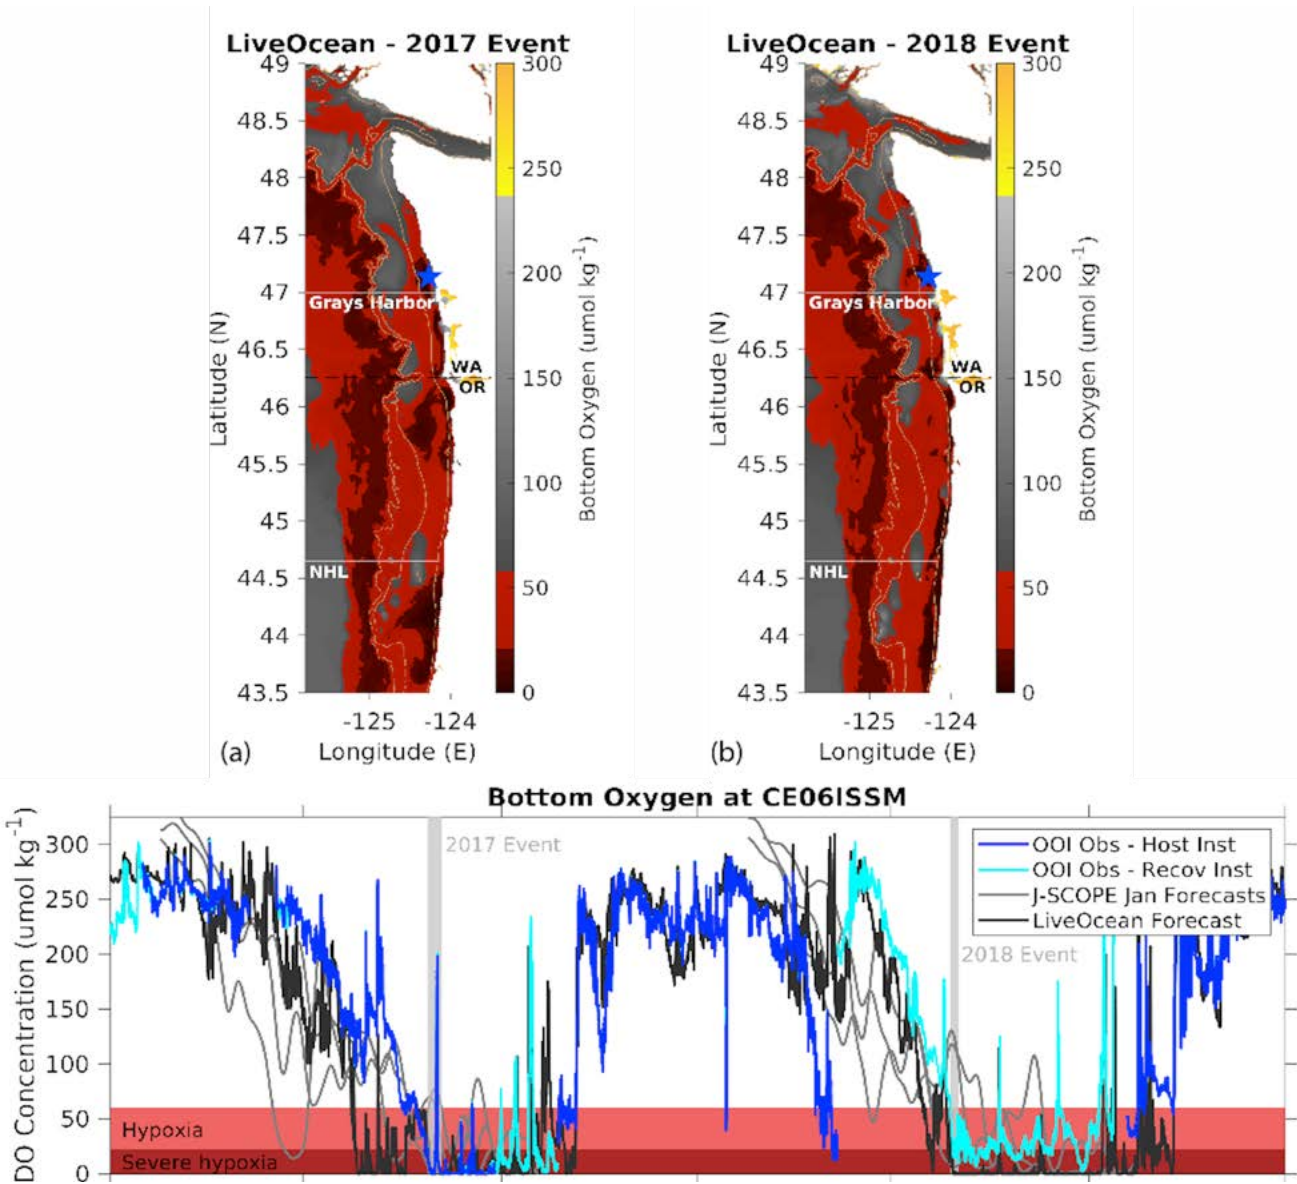 LiveOcean - 2017 Event
49
48.5
48
47.5
47
46.5
46
45.5
45
44.5
44
43.5
Latitude (N)
Grays Harbor
WA
OR
NHL
-125 -124
Longitude (E)
(a)
300
250
200
150
100
50
0
Bottom Oxygen (umol kg-1)
LiveOcean - 2018 Event
49
48.5
48
47.5
47
46.5
46
45.5
45
44.5
44
43.5
Latitude (N)
Grays Harbor
WA
OR
NHL
-125 -124
Longitude (E)
(b)
300
250
200
150
100
50
0
Bottom Oxygen (umol kg-1)
Bottom Oxygen at CE06ISSM
DO Concentration (umol kg-1)
300
250
200
150
100
50
0
2017 Event
2018 Event
OOI Obs - Host Inst
OOI Obs - Recov Inst
J-SCOPE Jan Forecasts
LiveOcean Forecast
Hypoxia
Severe hypoxia